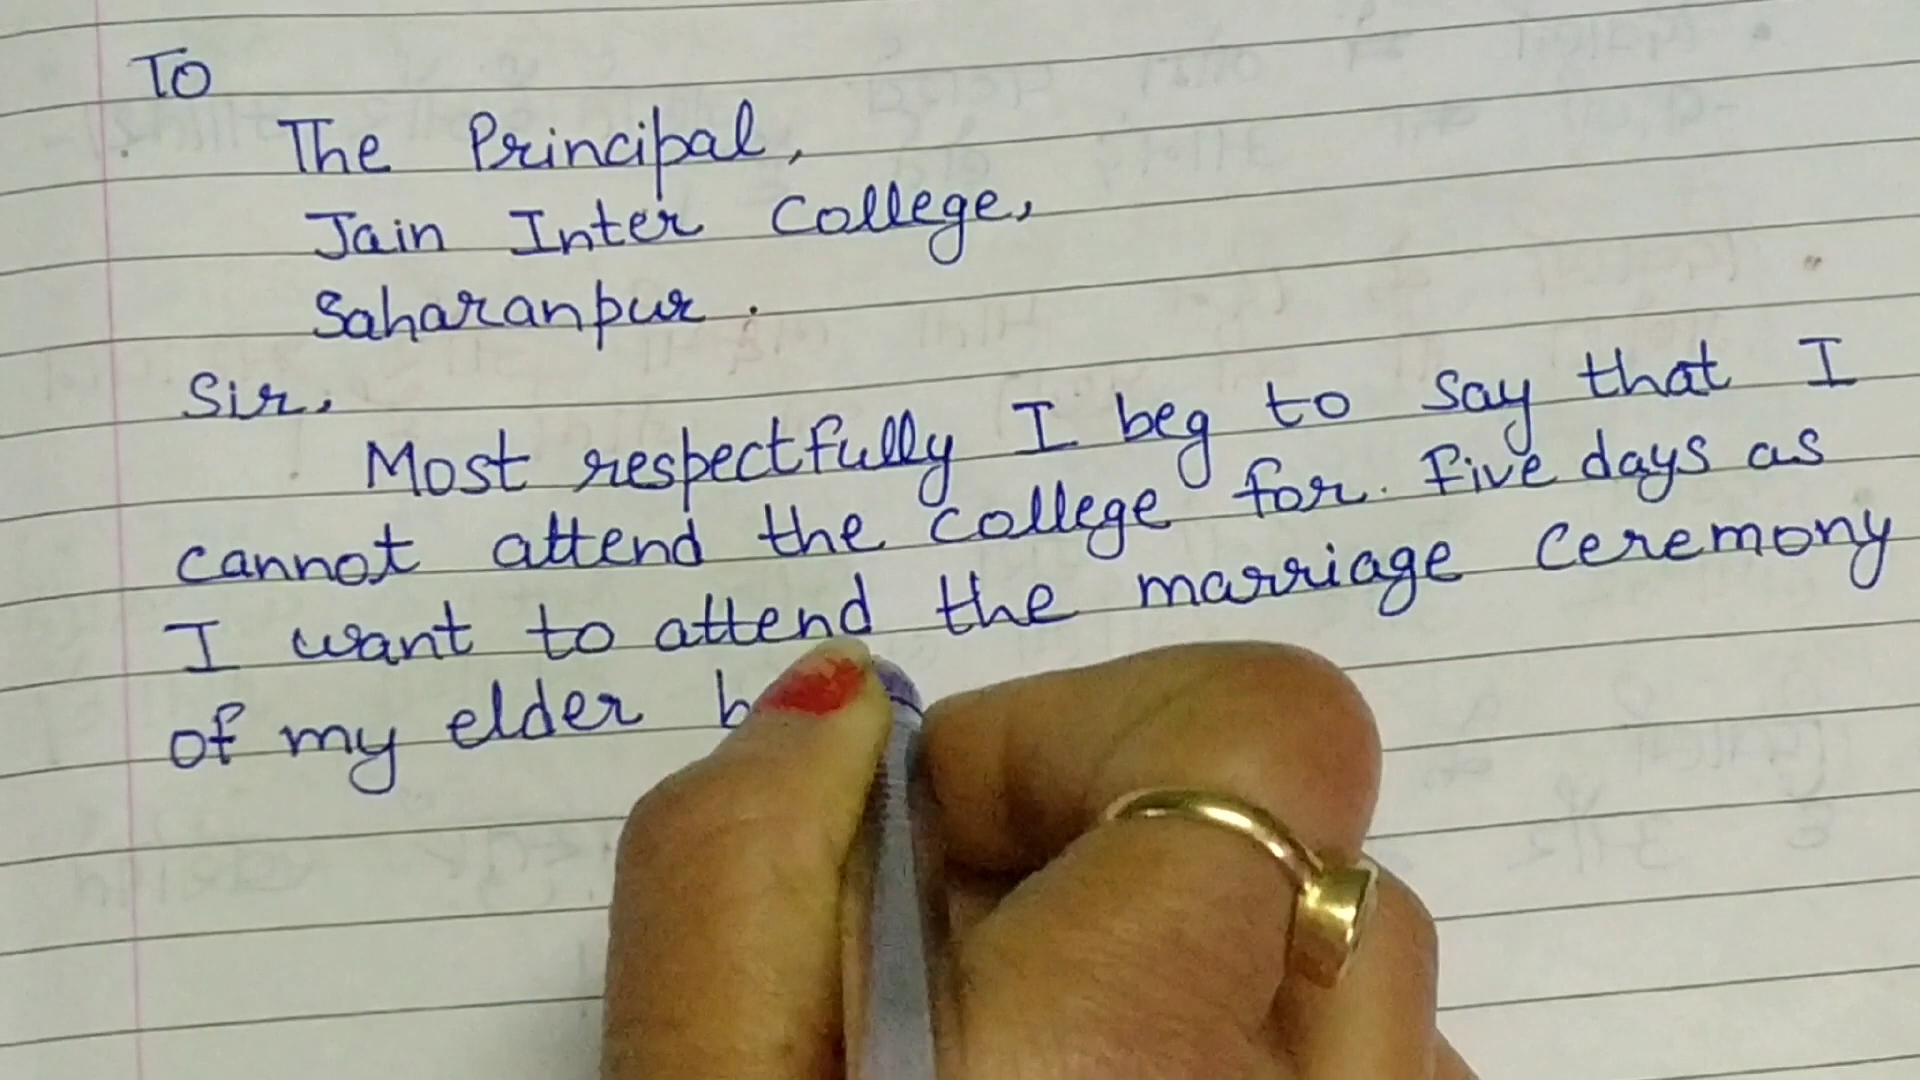 To
The Principal,
Jain Inter College,
Saharanpur.
Sir,
Most respectfully I beg to say that I
cannot attend the college for. five days as
I want to attend the marriage ceremony
of my elder b